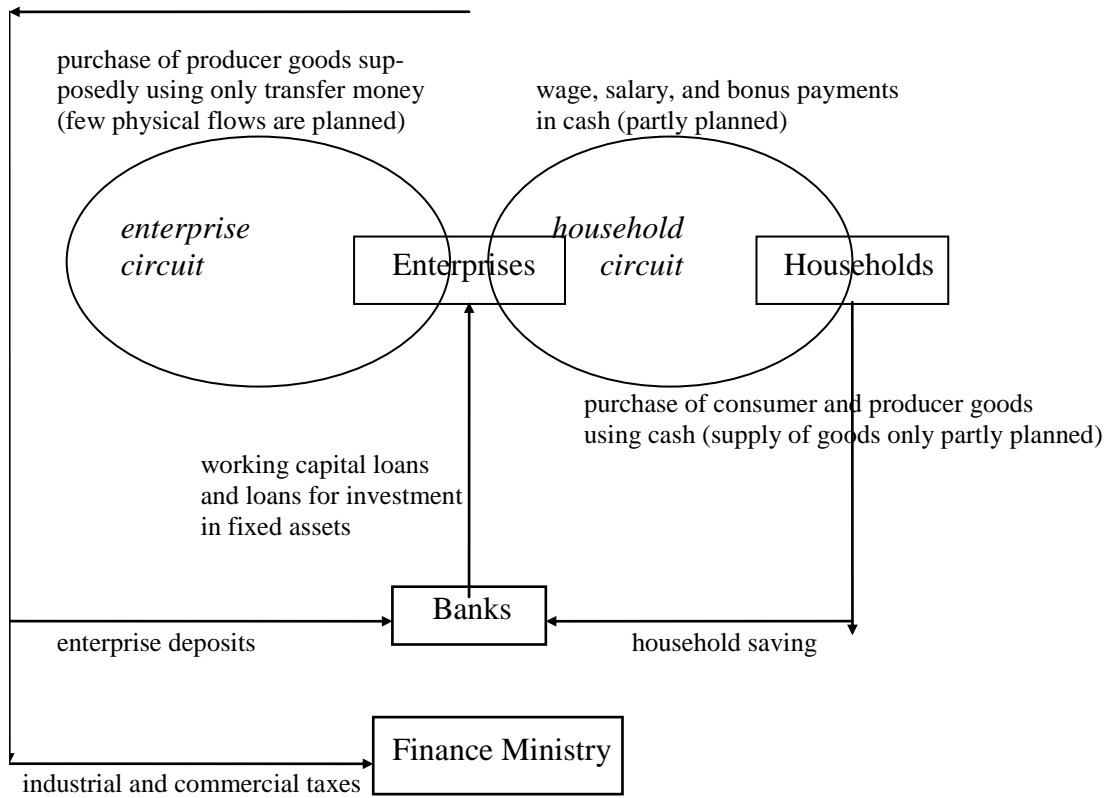 purchase of producer goods sup-
posedly using only transfer money
(few physical flows are planned)
wage, salary, and bonus payments
in cash (partly planned)
enterprise
circuit
household
circuit
Enterprises
Households
purchase of consumer and producer goods
using cash (supply of goods only partly planned)
working capital loans
and loans for investment
in fixed assets
Banks
enterprise deposits
household saving
Finance Ministry
industrial and commercial taxes